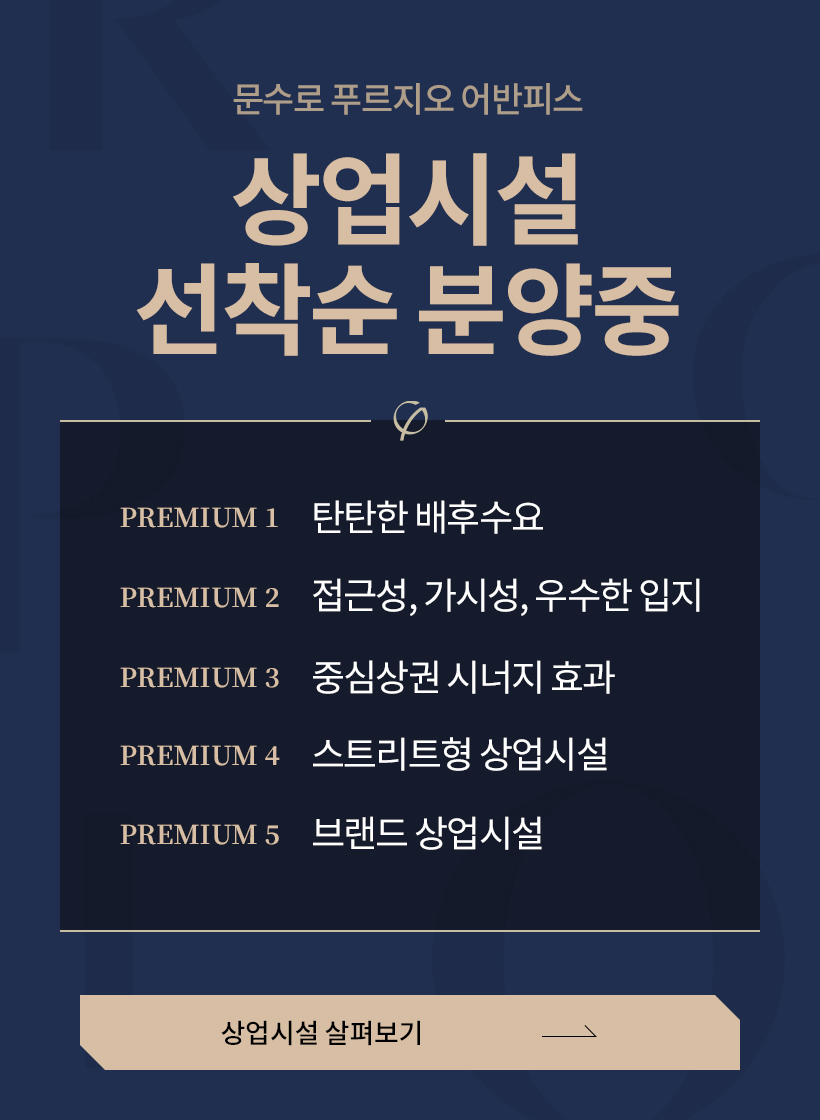 문수로 푸르지오 어반피스
상업시설
선착순 분양중
PREMIUM 1 탄탄한 배후수요
PREMIUM 2 접근성, 가시성, 우수한 입지
PREMIUM 3 중심상권 시너지 효과
PREMIUM 4 스트리트형 상업시설
PREMIUM 5 브랜드 상업시설
상업시설 살펴보기